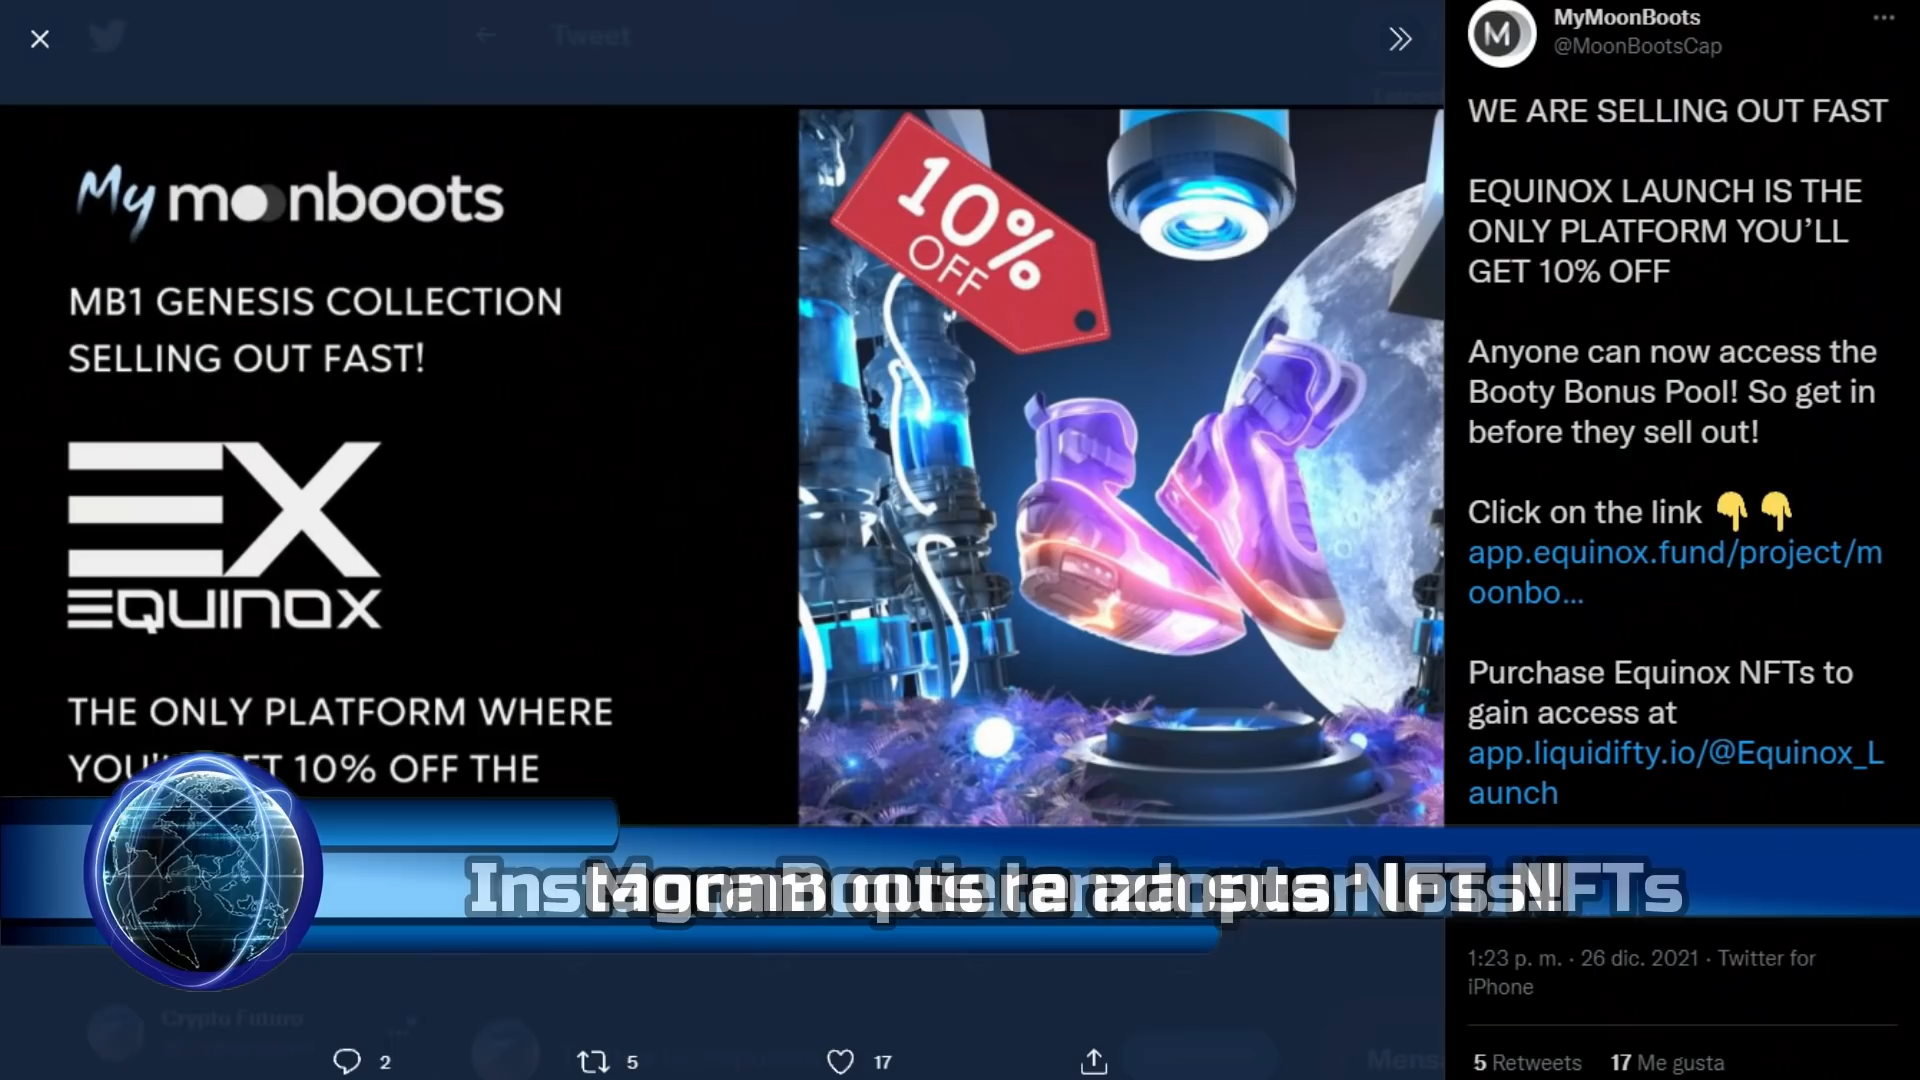 Tweet
My moonboots
MB1 GENESIS COLLECTION
SELLING OUT FAST!
EX
EQUINOX
THE ONLY PLATFORM WHERE
10% OFF THE
10%
OFF
MyMoonBoots
@MoonBootsCap
WE ARE SELLING OUT FAST
EQUINOX LAUNCH IS THE
ONLY PLATFORM YOU'LL
GET 10% OFF
Anyone can now access the
Booty Bonus Pool! So get in
before they sell out!
Click on the link 👇👇
app.equinox.fund/project/m
oonbo...
Purchase Equinox NFTs to
gain access at
app.liquidifty.io/@Equinox_L
aunch
1:23 p. m. · 26 dic. 2021 · Twitter for
iPhone
Crypto Futuro
2
5
17
5 Retweets 17 Me gusta